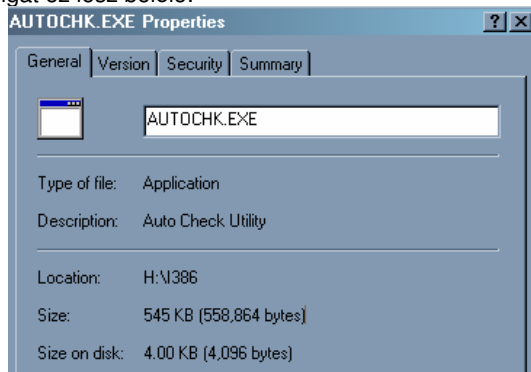 AUTOCHK.EXE Properties ? ×
General Version Security Summary
AUTOCHK.EXE
Type of file: Application
Description: Auto Check Utility
Location: H:\I386
Size: 545 KB (558,864 bytes)
Size on disk: 4.00 KB (4,096 bytes)